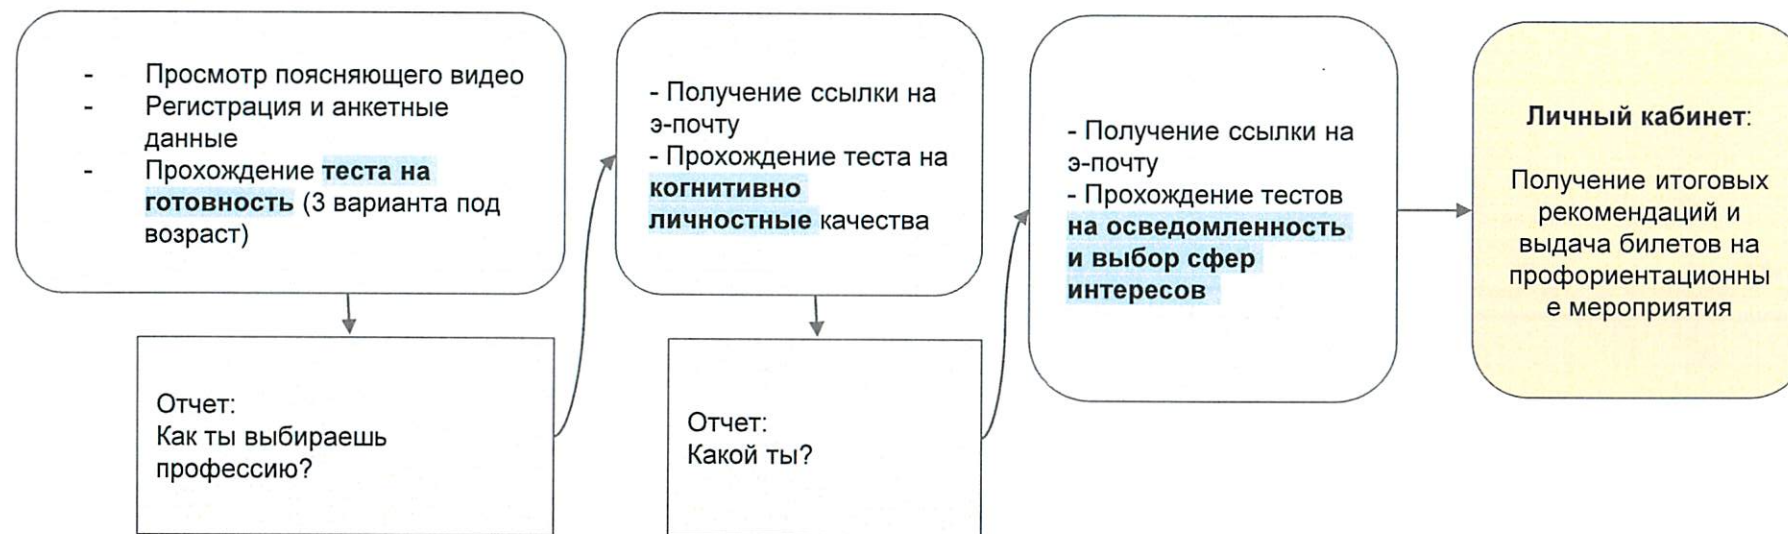 - Просмотр поясняющего видео
- Регистрация и анкетные
данные
- Прохождение теста на
готовность (3 варианта под
возраст)
Отчет:
Как ты выбираешь
профессию?
- Получение ссылки на
э-почту
- Прохождение теста на
когнитивно
личностные качества
Отчет:
Какой ты?
- Получение ссылки на
э-почту
- Прохождение тестов
на осведомленность
и выбор сфер
интересов
Личный кабинет:
Получение итоговых
рекомендаций и
выдача билетов на
профориентационны
е мероприятия